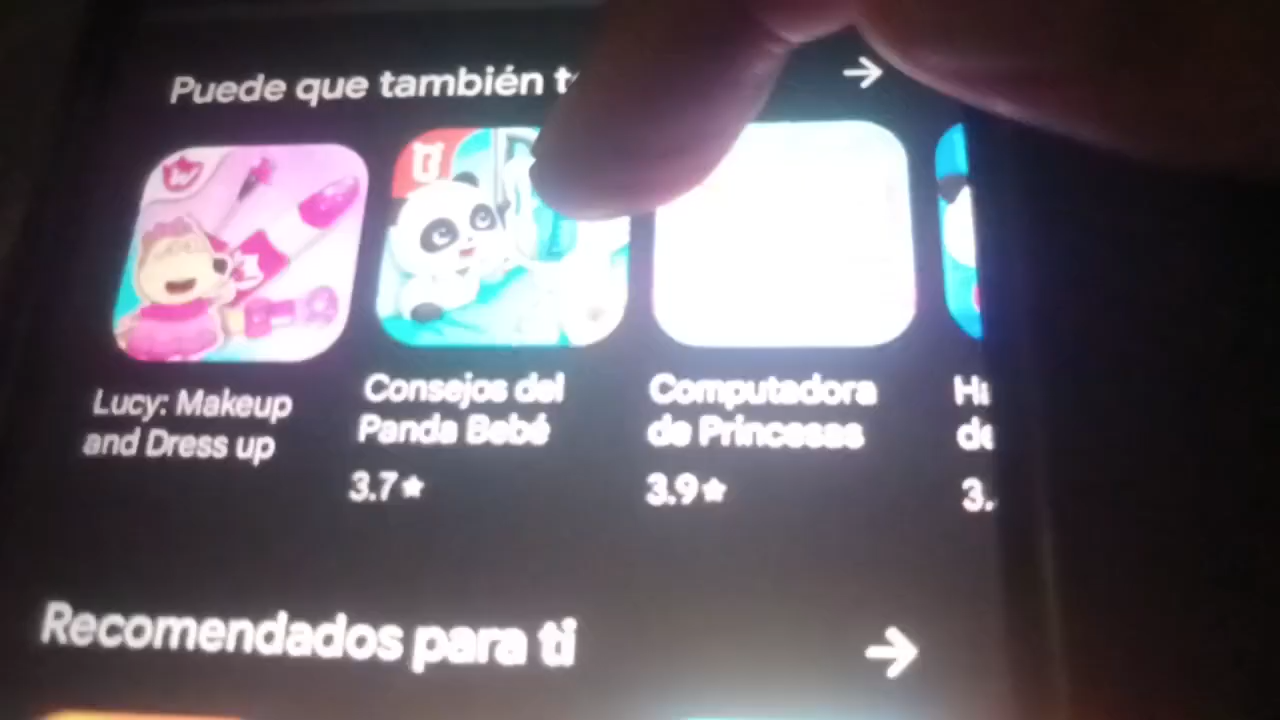 Puede que también
Lucy: Makeup
and Dress up
Consejos del
Panda Bebé
3.7★
Computadora
de Princesas
3.9★
Recomendados para ti